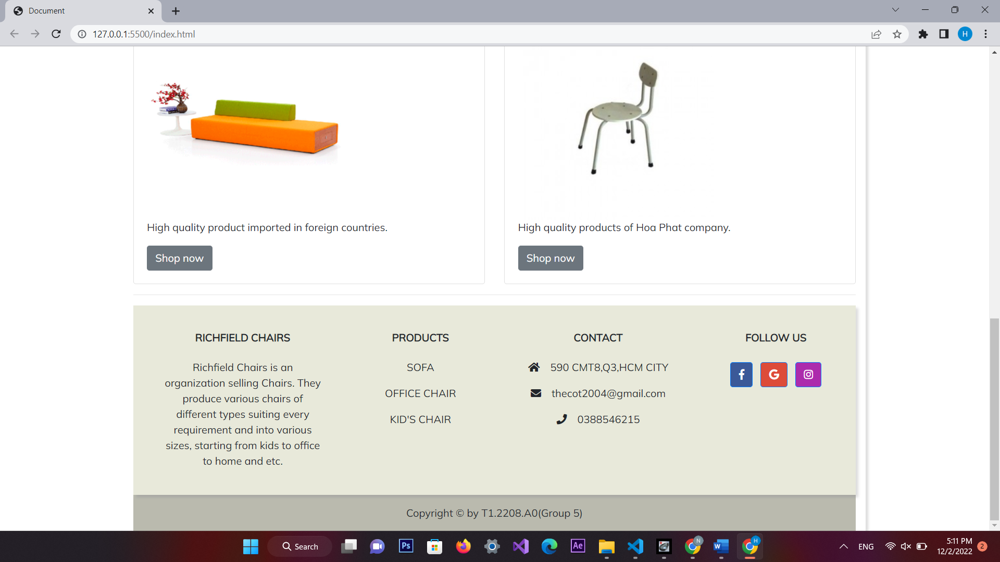 Document
127.0.0.1:5500/index.html
H
High quality product imported in foreign countries.
Shop now
High quality products of Hoa Phat company.
Shop now
RICHFIELD CHAIRS
Richfield Chairs is an
organization selling Chairs. They
produce various chairs of
different types suiting every
requirement and into various
sizes, starting from kids to office
to home and etc.
PRODUCTS
SOFA
OFFICE CHAIR
KID'S CHAIR
CONTACT
590 CMT8,Q3,HCM CITY
thecot2004@gmail.com
0388546215
FOLLOW US
f
G
Copyright © by T1.2208.A0(Group 5)
Search
Ps
Ae
N
W
H
ENG
5:11 PM
12/2/2022
2